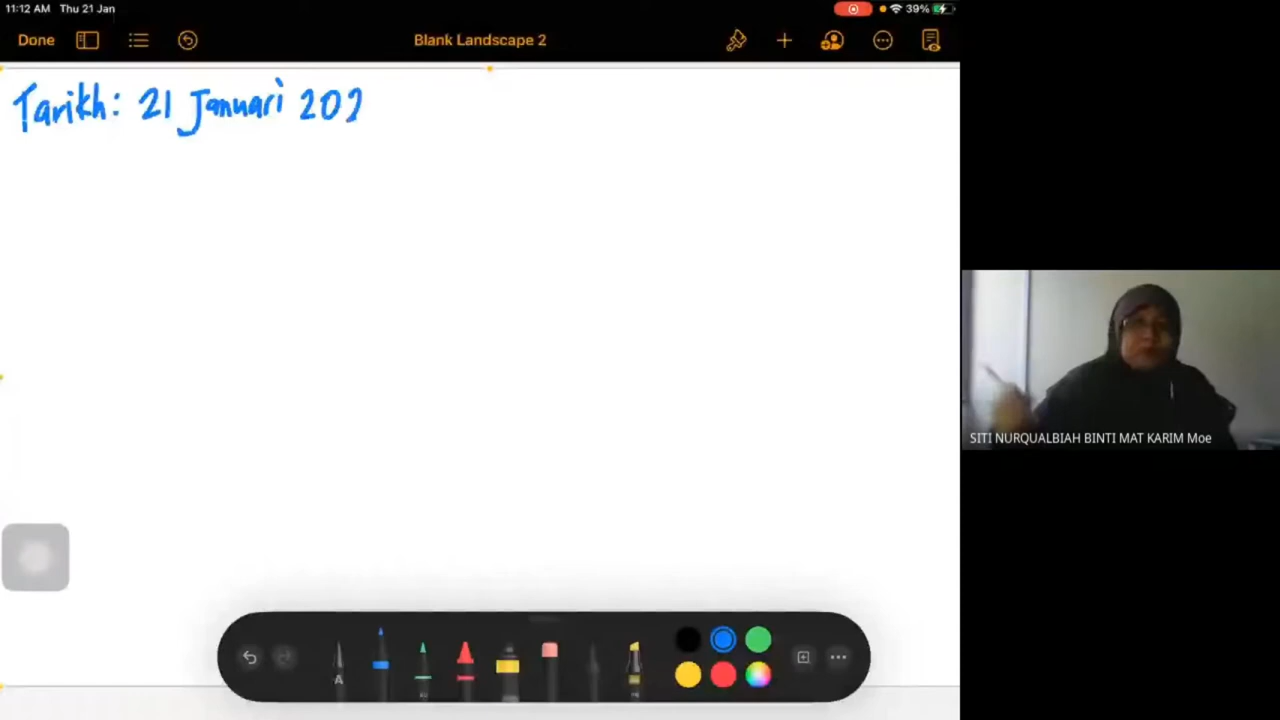 11:12 AM Thu 21 Jan
39%
Done
Blank Landscape 2
Tarikh: 21 Januari 202
SITI NURQUALBIAH BINTI MAT KARIM Moe
A